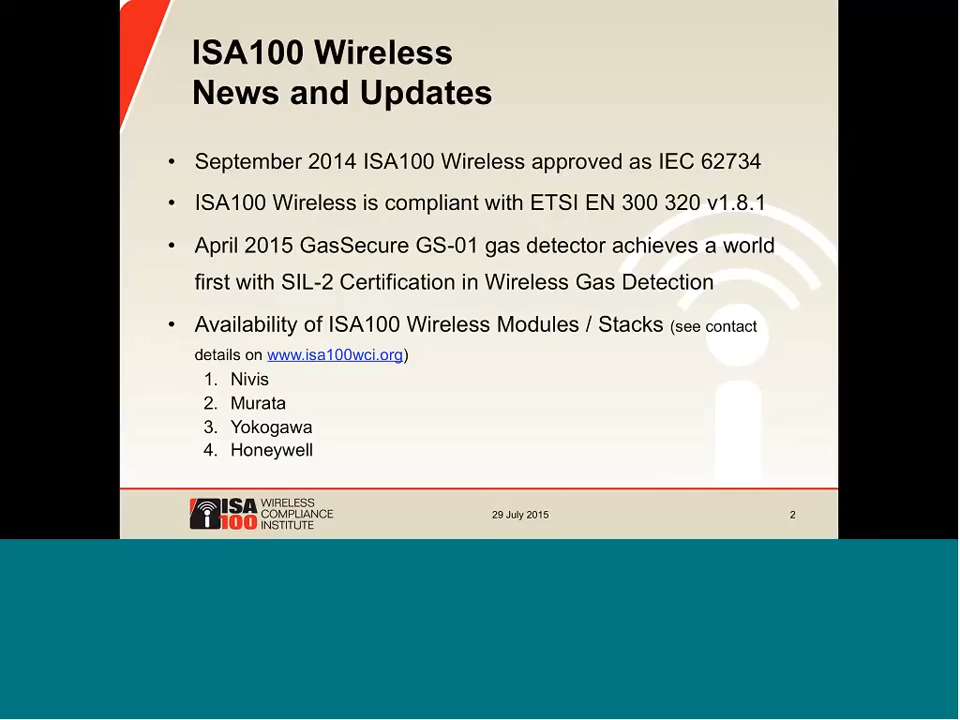 ISA100 Wireless
News and Updates
• September 2014 ISA100 Wireless approved as IEC 62734
• ISA100 Wireless is compliant with ETSI EN 300 320 v1.8.1
• April 2015 GasSecure GS-01 gas detector achieves a world
first with SIL-2 Certification in Wireless Gas Detection
• Availability of ISA100 Wireless Modules / Stacks (see contact
details on www.isa100wci.org)
1. Nivis
2. Murata
3. Yokogawa
4. Honeywell
ISA
100
WIRELESS
COMPLIANCE
INSTITUTE
29 July 2015
2